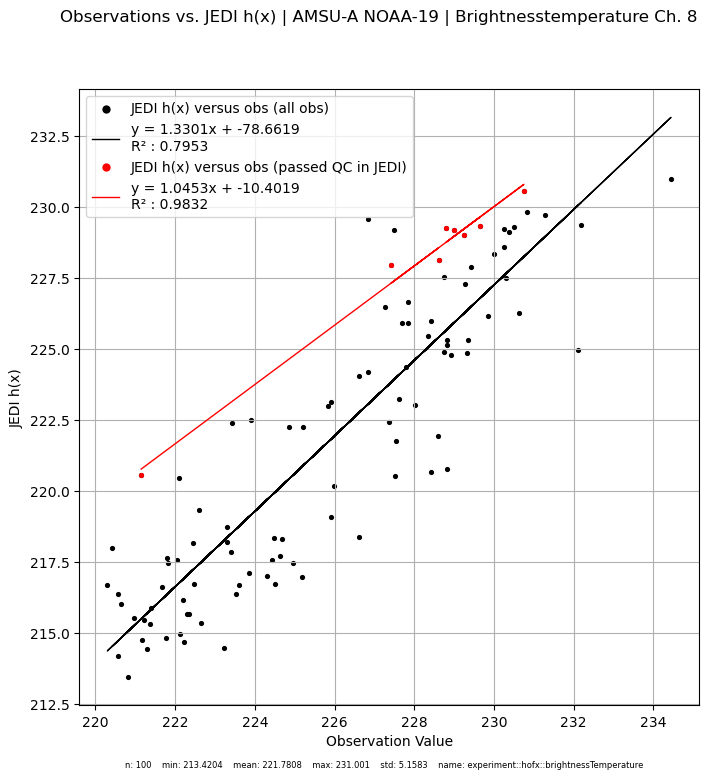 Observations vs. JEDI h(x) | AMSU-A NOAA-19 | Brightnesstemperature Ch. 8
JEDI h(x) versus obs (all obs)
y = 1.3301x + -78.6619
R² : 0.7953
JEDI h(x) versus obs (passed QC in JEDI)
y = 1.0453x + -10.4019
R² : 0.9832
232.5
230.0
227.5
225.0
222.5
220.0
217.5
215.0
212.5
JEDI h(x)
220 222 224 226 228 230 232 234
Observation Value
n: 100 min: 213.4204 mean: 221.7808 max: 231.001 std: 5.1583 name: experiment::hofx::brightnessTemperature